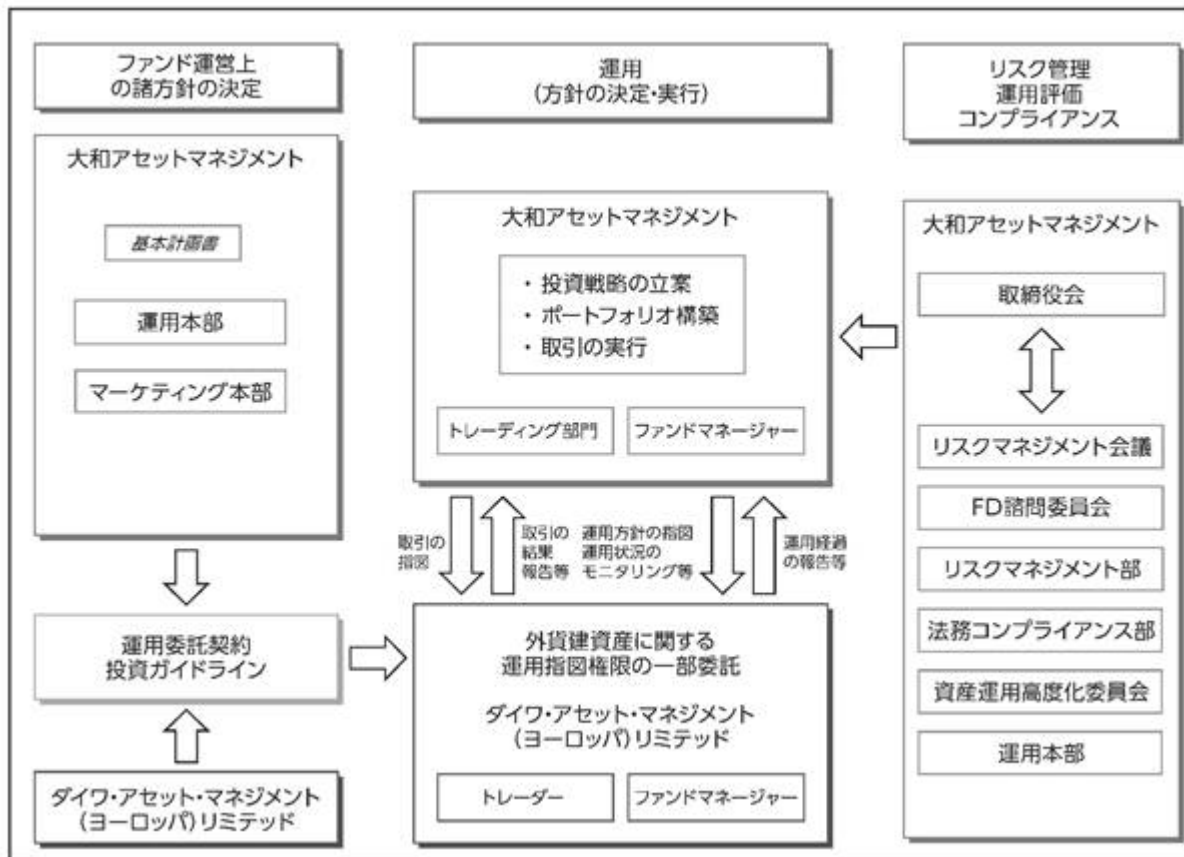 ファンド運営上
の諸方針の決定
大和アセットマネジメント
基本計画書
運用本部
マーケティング本部
運用委託契約
投資ガイドライン
ダイワ・アセット・マネジメント
(ヨーロッパ)リミテッド
運用
(方針の決定・実行)
大和アセットマネジメント
・ 投資戦略の立案
・ ポートフォリオ構築
・ 取引の実行
トレーディング部門
ファンドマネージャー
取引の
指図
取引の
結果
報告等
運用方針の指図
運用状況の
モニタリング等
運用経過
の報告等
外貨建資産に関する
運用指図権限の一部委託
ダイワ・アセット・マネジメント
(ヨーロッパ)リミテッド
トレーダー
ファンドマネージャー
リスク管理
運用評価
コンプライアンス
大和アセットマネジメント
取締役会
リスクマネジメント会議
FD諮問委員会
リスクマネジメント部
法務コンプライアンス部
資産運用高度化委員会
運用本部